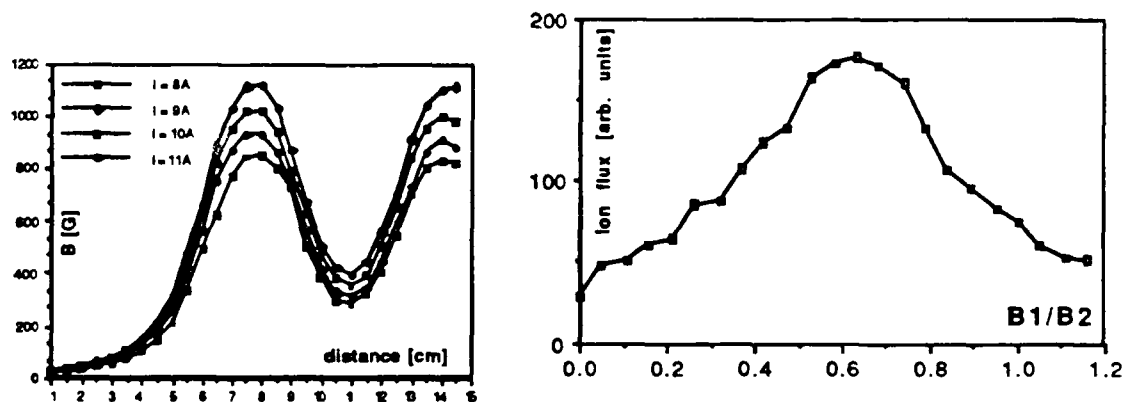 1200
1000
800
600
400
200
0
B [G]
I = 8A
I = 9A
I = 10A
I = 11A
distance [cm]
1 2 3 4 5 6 7 8 9 10 11 12 13 14 15
200
100
0
Ion flux [arb. units]
B1/B2
0.0 0.2 0.4 0.6 0.8 1.0 1.2